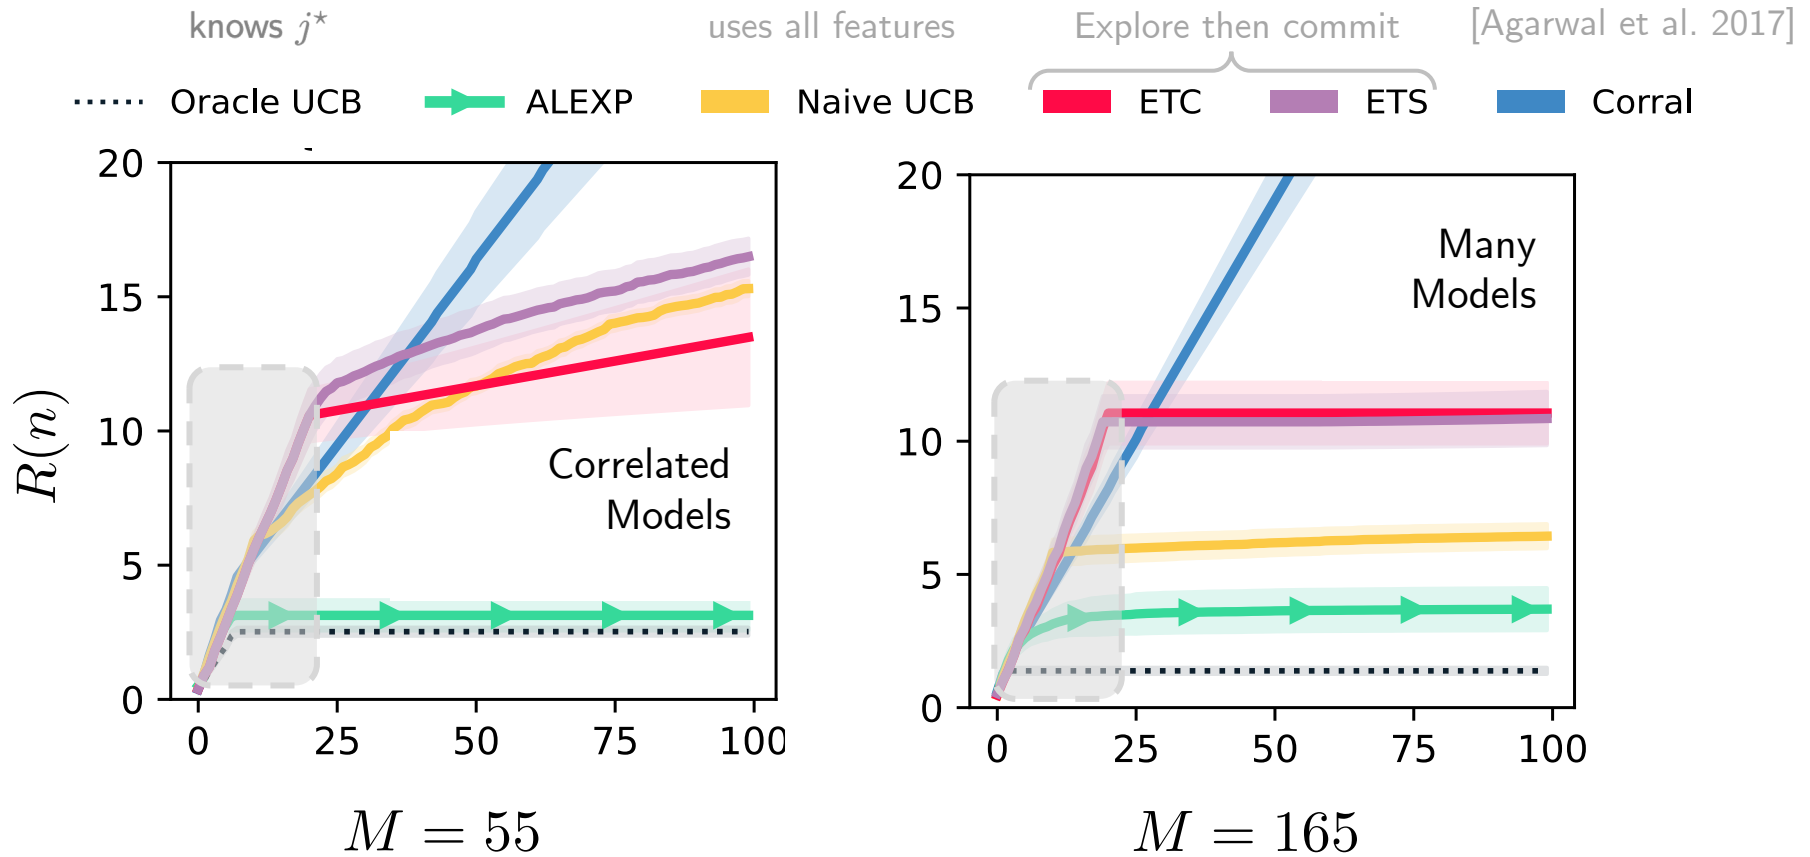 knows j⋆ uses all features Explore then commit [Agarwal et al. 2017]
Oracle UCB ALEXP Naive UCB ETC ETS Corral
R(n)
20
15
10
5
0
0 25 50 75 100
Correlated
Models
M = 55
20
15
10
5
0
0 25 50 75 100
Many
Models
M = 165